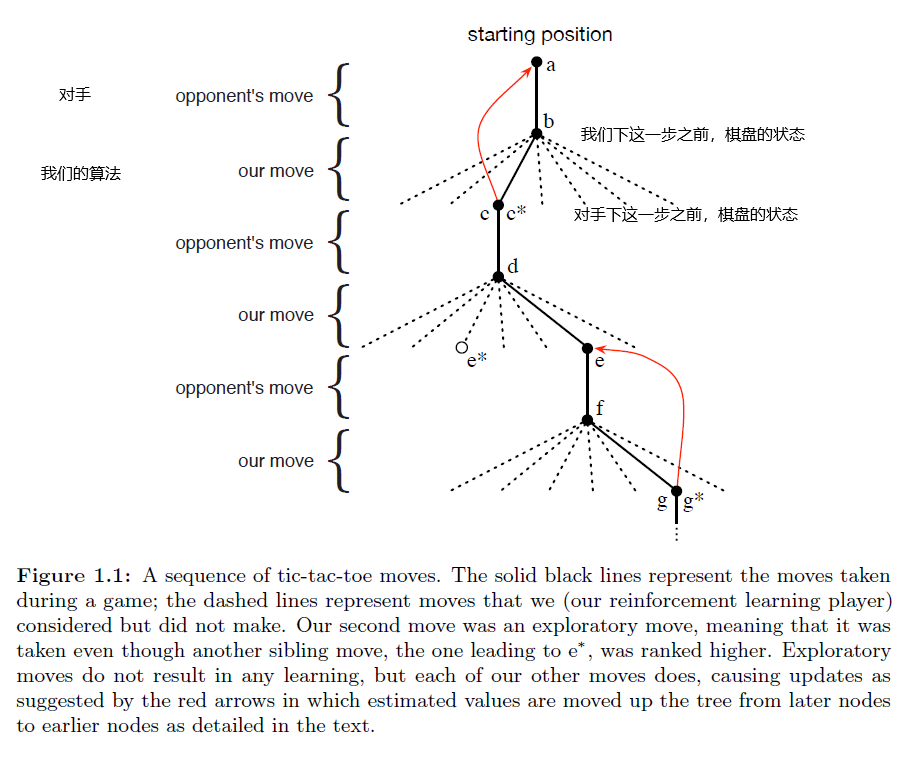 starting position
a
对手
opponent's move
b
我们下这一步之前，棋盘的状态
我们的算法
our move
c c*
对手下这一步之前，棋盘的状态
opponent's move
d
our move
e*
e
opponent's move
f
our move
g g*
Figure 1.1: A sequence of tic-tac-toe moves. The solid black lines represent the moves taken
during a game; the dashed lines represent moves that we (our reinforcement learning player)
considered but did not make. Our second move was an exploratory move, meaning that it was
taken even though another sibling move, the one leading to e*, was ranked higher. Exploratory
moves do not result in any learning, but each of our other moves does, causing updates as
suggested by the red arrows in which estimated values are moved up the tree from later nodes
to earlier nodes as detailed in the text.